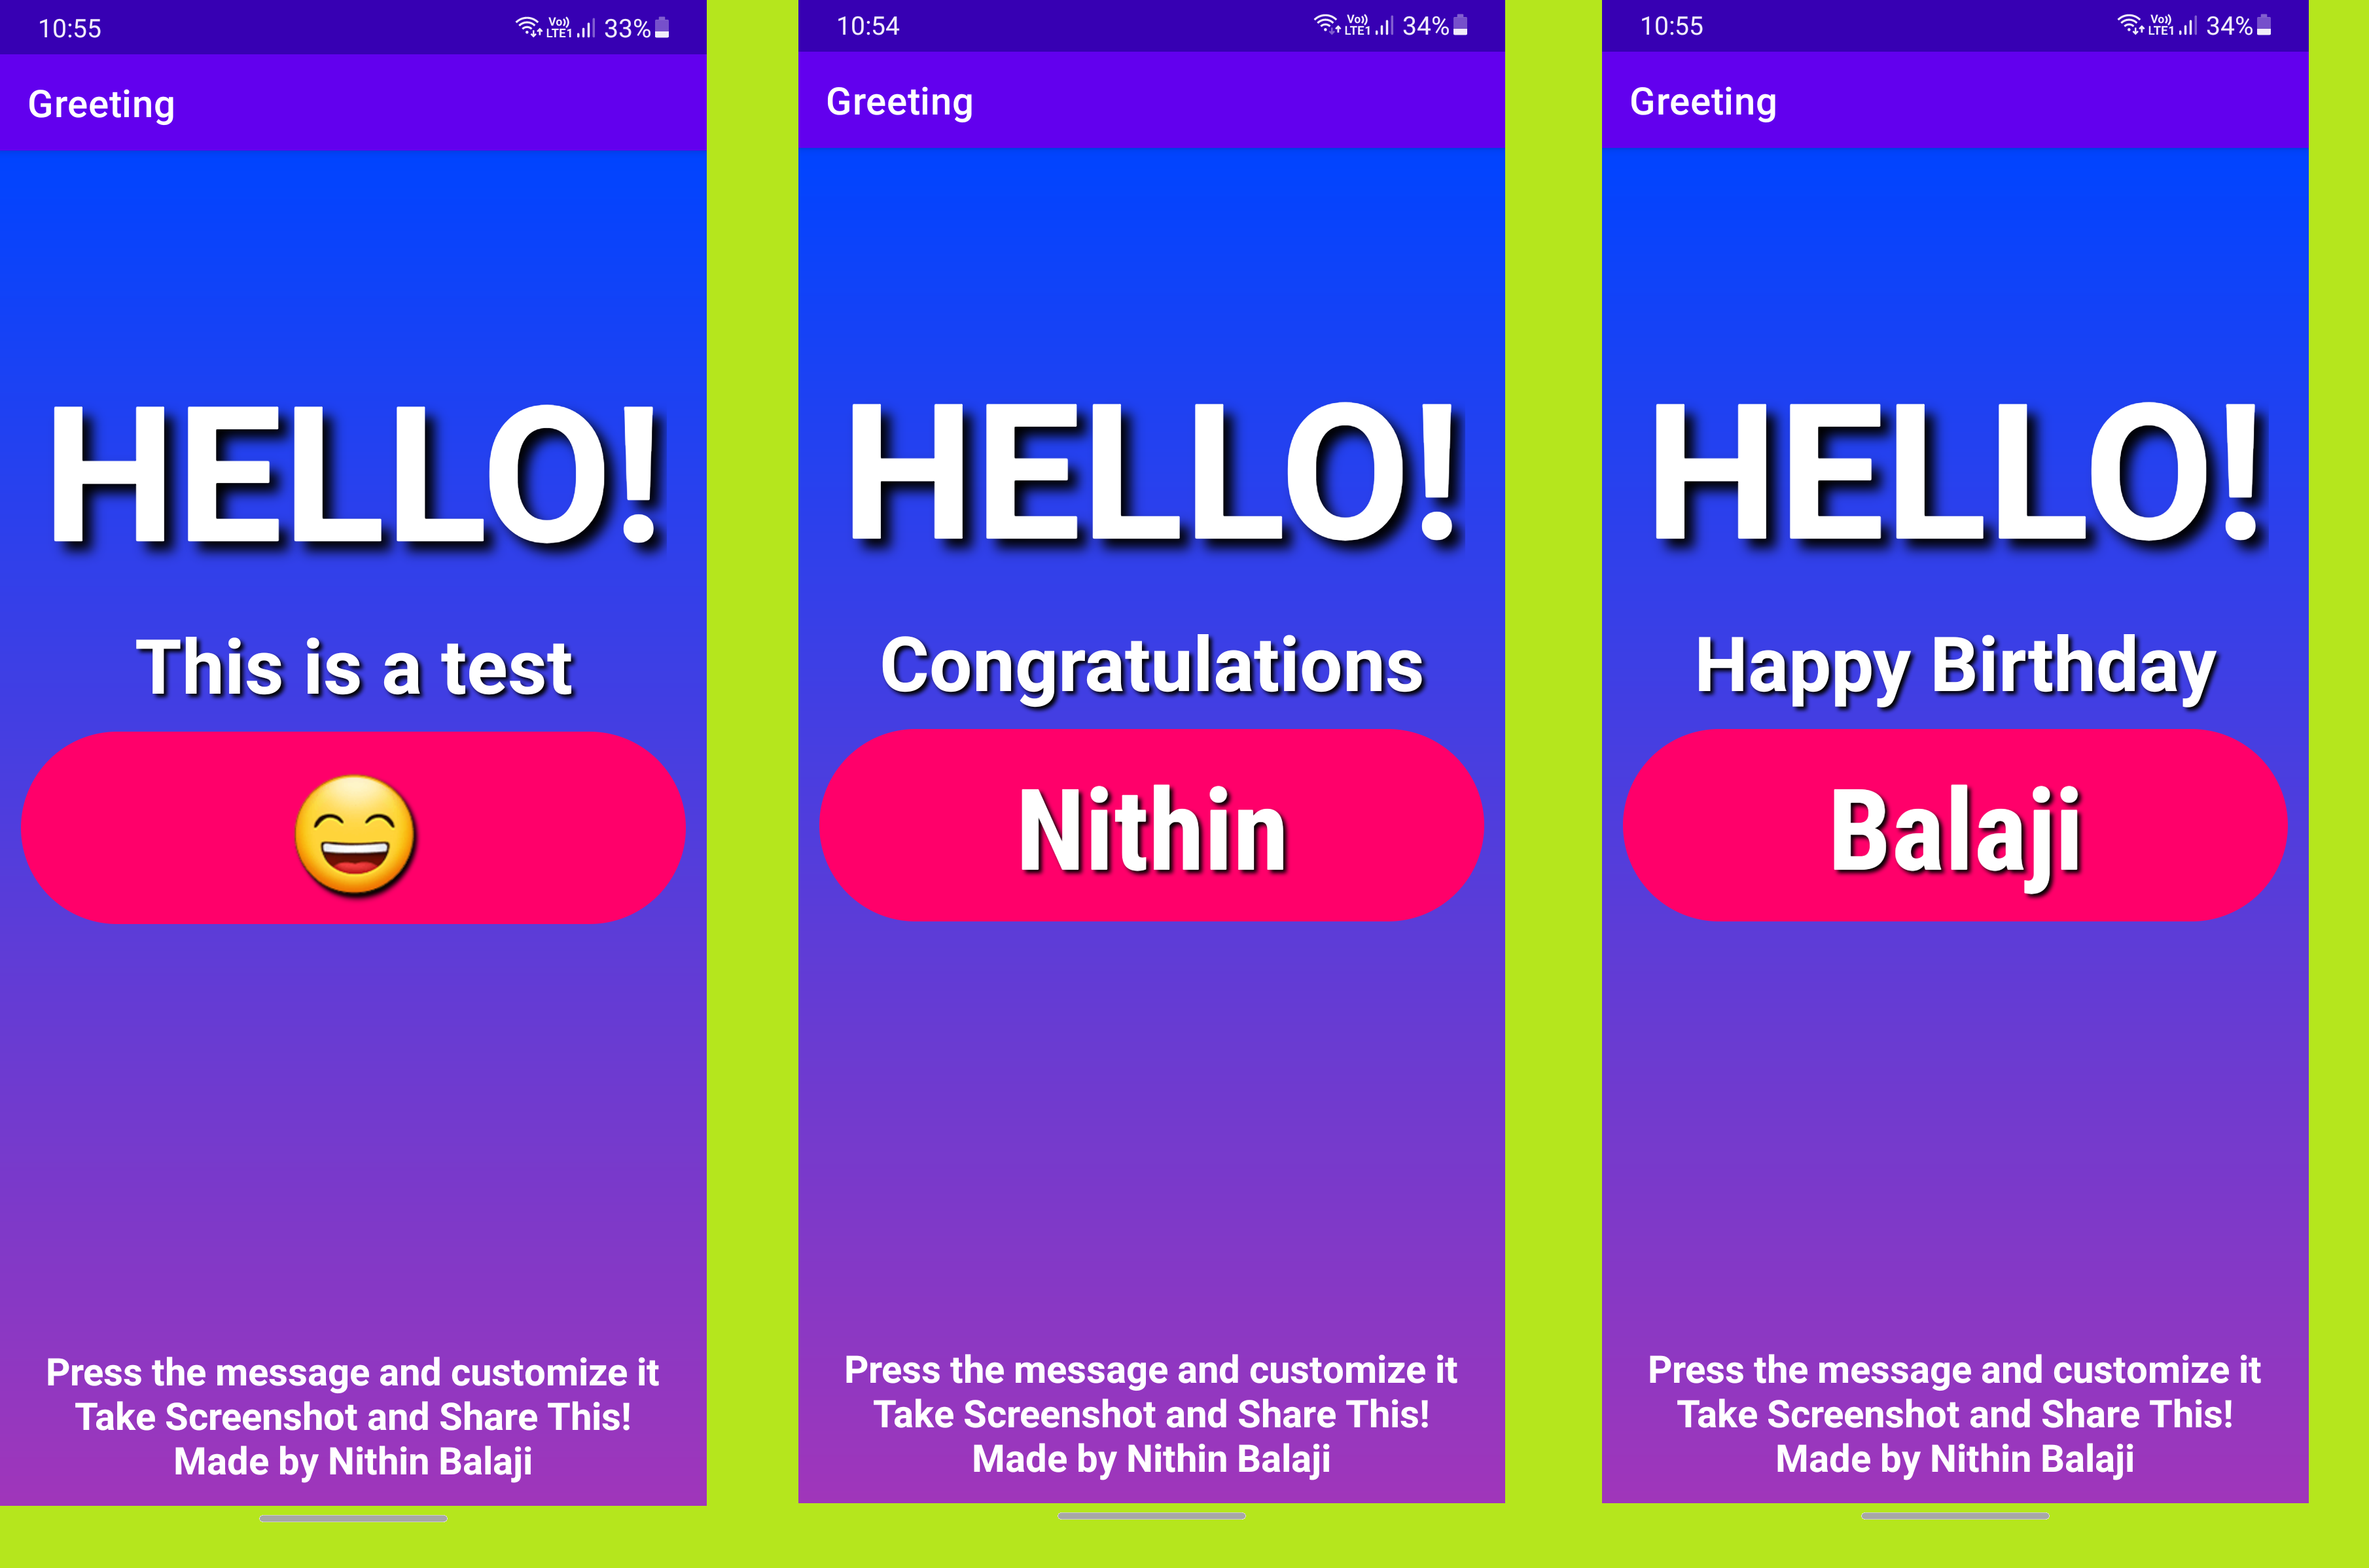 10:55 Vo)) LTE1 33%
Greeting
HELLO!
This is a test
😄
Press the message and customize it
Take Screenshot and Share This!
Made by Nithin Balaji
10:54 Vo)) LTE1 34%
Greeting
HELLO!
Congratulations
Nithin
Press the message and customize it
Take Screenshot and Share This!
Made by Nithin Balaji
10:55 Vo)) LTE1 34%
Greeting
HELLO!
Happy Birthday
Balaji
Press the message and customize it
Take Screenshot and Share This!
Made by Nithin Balaji